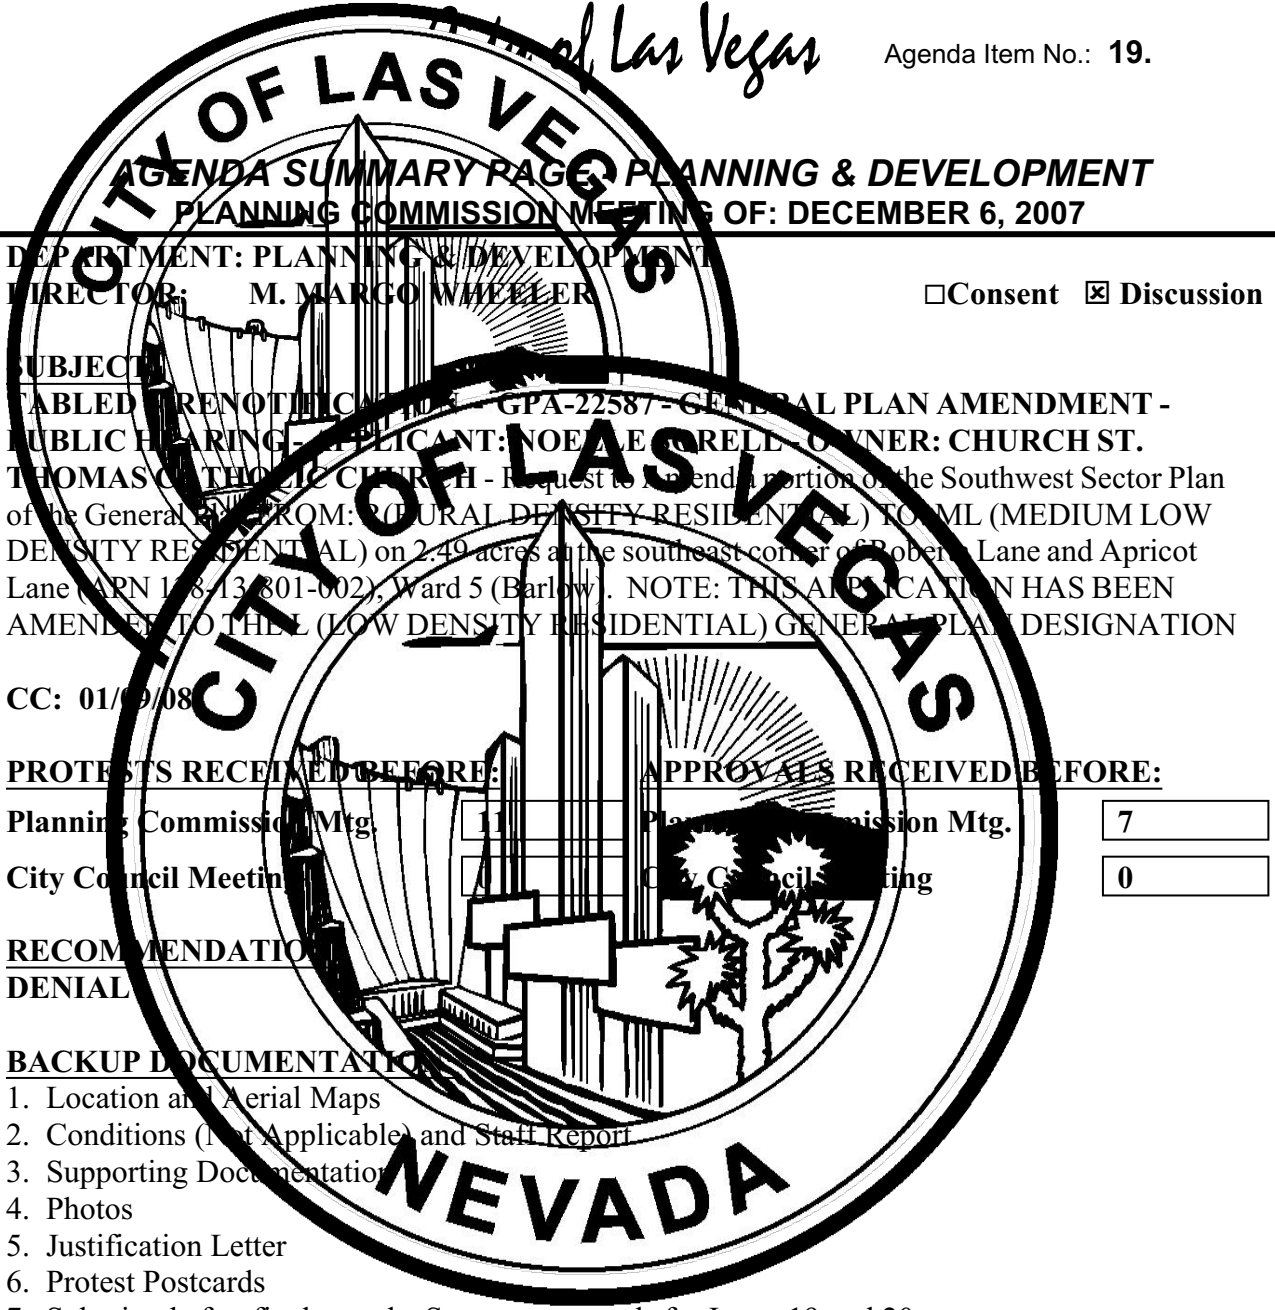 City of Las Vegas
Agenda Item No.: 19.
AGENDA SUMMARY PAGE - PLANNING & DEVELOPMENT
PLANNING COMMISSION MEETING OF: DECEMBER 6, 2007
DEPARTMENT: PLANNING & DEVELOPMENT
DIRECTOR: M. MARGO WHEELER
☐Consent ☒ Discussion
SUBJECT:
TABLED - RENOTIFICATION - GPA-22587 - GENERAL PLAN AMENDMENT -
PUBLIC HEARING - APPLICANT: NOELLE SORELL - OWNER: CHURCH ST.
THOMAS CATHOLIC CHURCH - Request to Amend a portion of the Southwest Sector Plan
of the General Plan FROM: R (RURAL DENSITY RESIDENTIAL) TO: ML (MEDIUM LOW
DENSITY RESIDENTIAL) on 2.49 acres at the southeast corner of Roberta Lane and Apricot
Lane (APN 138-13-801-002), Ward 5 (Barlow). NOTE: THIS APPLICATION HAS BEEN
AMENDED TO THE L (LOW DENSITY RESIDENTIAL) GENERAL PLAN DESIGNATION
CC: 01/09/08
PROTESTS RECEIVED BEFORE: APPROVALS RECEIVED BEFORE:
Planning Commission Mtg. 11 Planning Commission Mtg. 7
City Council Meeting 0 City Council Meeting 0
RECOMMENDATION:
DENIAL
BACKUP DOCUMENTATION:
1. Location and Aerial Maps
2. Conditions (Not Applicable) and Staff Report
3. Supporting Documentation
4. Photos
5. Justification Letter
6. Protest Postcards
CITY OF LAS VEGAS
CITY OF LAS VEGAS
NEVADA